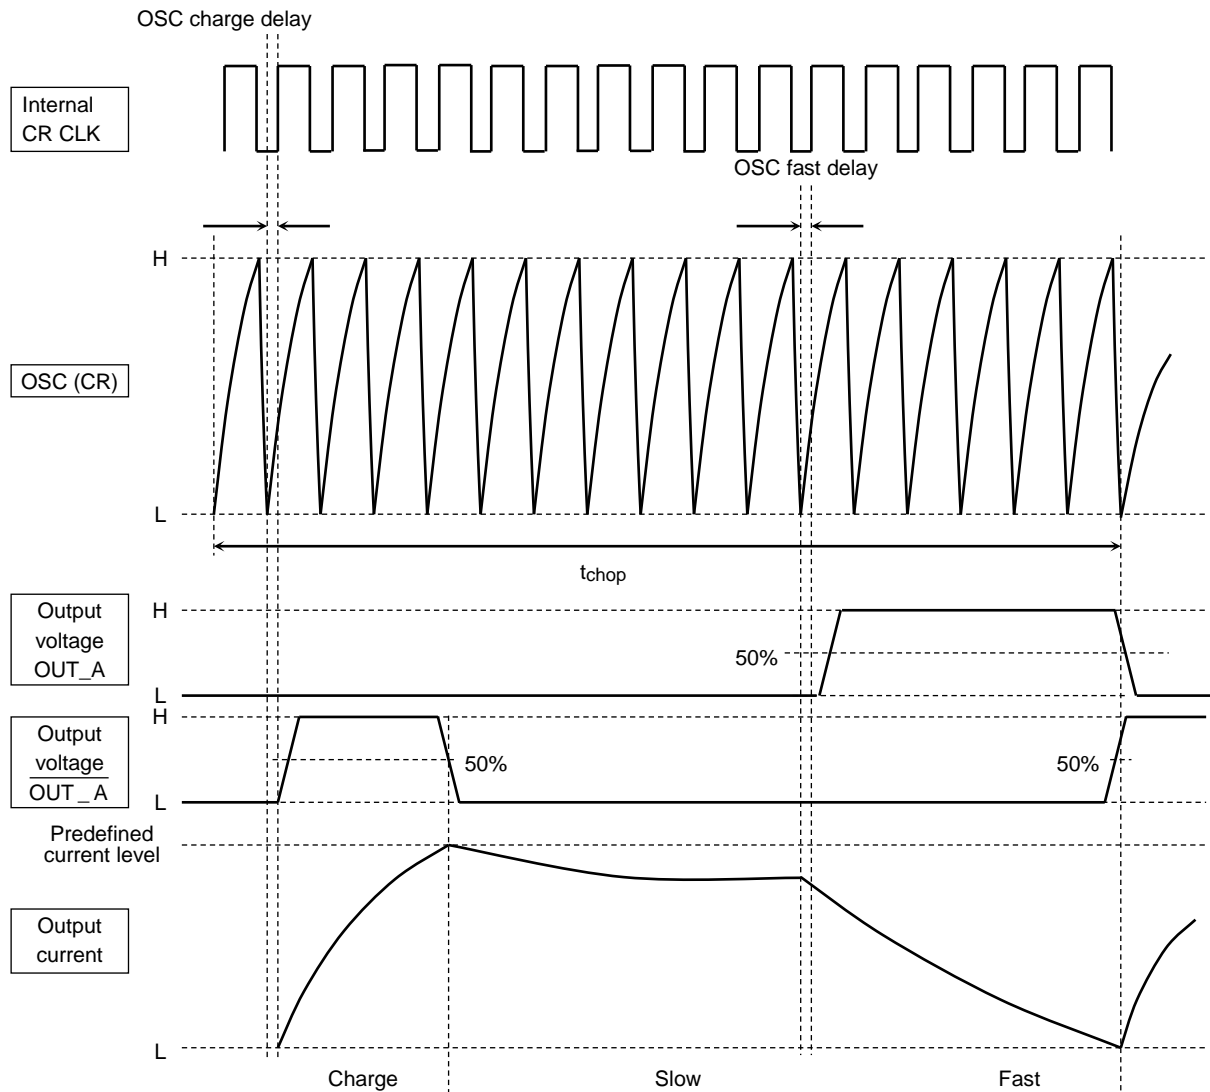 OSC charge delay
Internal
CR CLK
OSC fast delay
H
OSC (CR)
L
tchop
Output
voltage
OUT_A
H
50%
L
Output
voltage
OUT _ A
H
50%
50%
L
Predefined
current level
Output
current
L
Charge
Slow
Fast